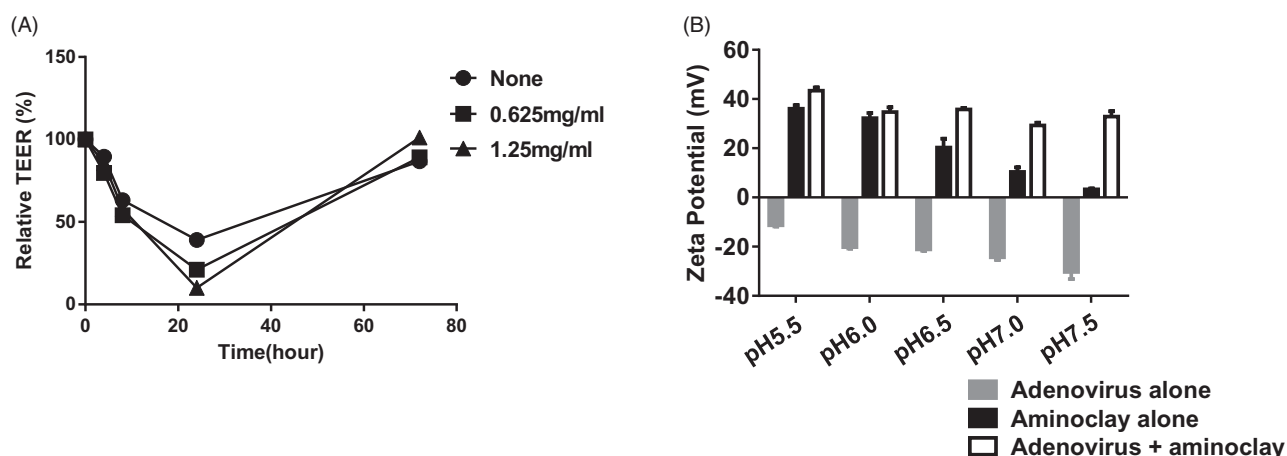 (A)
150
100
50
0
Relative TEER (%)
0
20
40
60
80
Time(hour)
None
0.625mg/ml
1.25mg/ml
(B)
60
40
20
0
-20
-40
Zeta Potential (mV)
pH5.5
pH6.0
pH6.5
pH7.0
pH7.5
Adenovirus alone
Aminoclay alone
Adenovirus + aminoclay